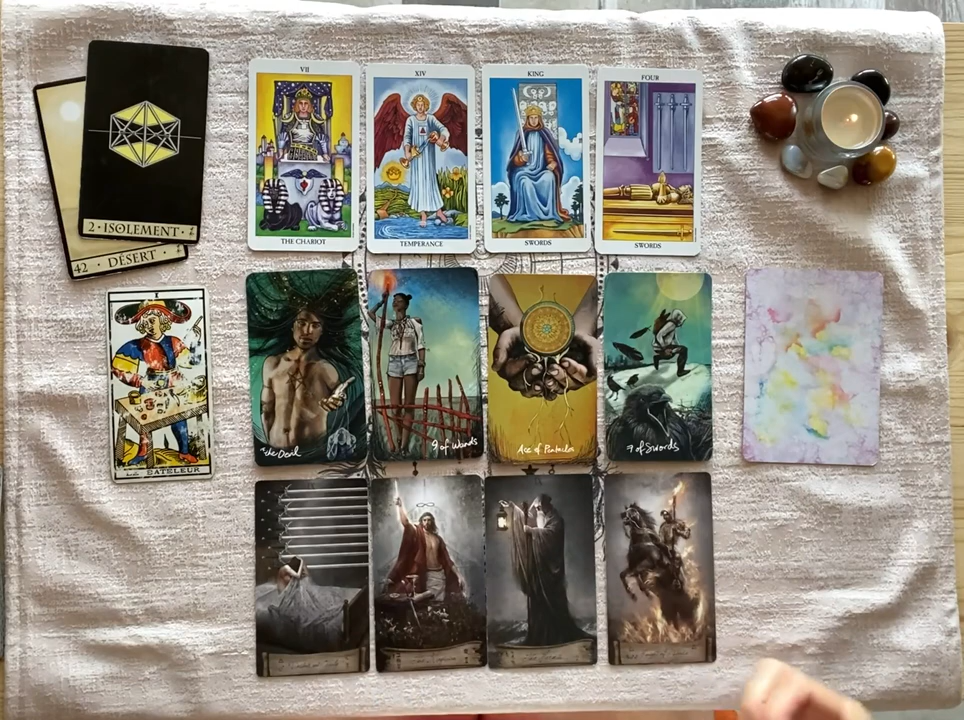 2 • ISOLEMENT •
42 • DÉSERT •
VII
THE CHARIOT
XIV
TEMPERANCE
KING
SWORDS
FOUR
SWORDS
I
BATELEUR
The Devil
9 of Wands
Ace of Pentacles
7 of Swords